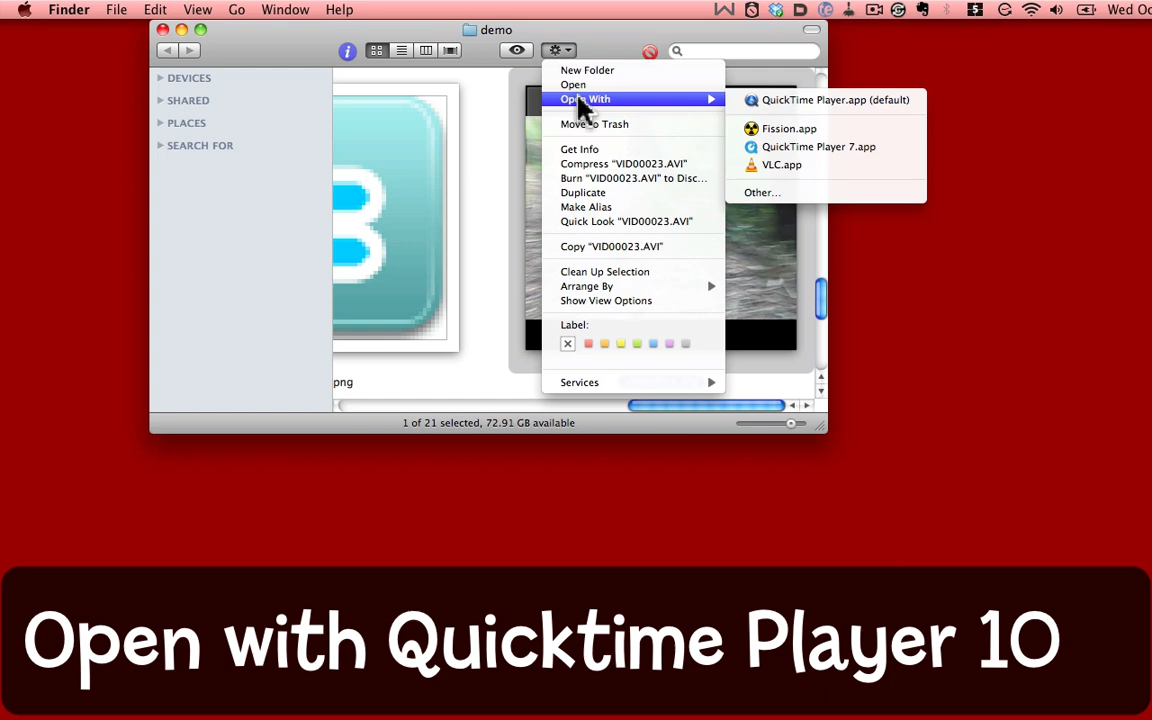 Finder File Edit View Go Window Help
Wed Oc
demo
DEVICES
SHARED
PLACES
SEARCH FOR
New Folder
Open
Open With
Move to Trash
Get Info
Compress “VID00023.AVI”
Burn “VID00023.AVI” to Disc...
Duplicate
Make Alias
Quick Look “VID00023.AVI”
Copy “VID00023.AVI”
Clean Up Selection
Arrange By
Show View Options
Label:
Services
QuickTime Player.app (default)
Fission.app
QuickTime Player 7.app
VLC.app
Other...
png
1 of 21 selected, 72.91 GB available
Open with Quicktime Player 10